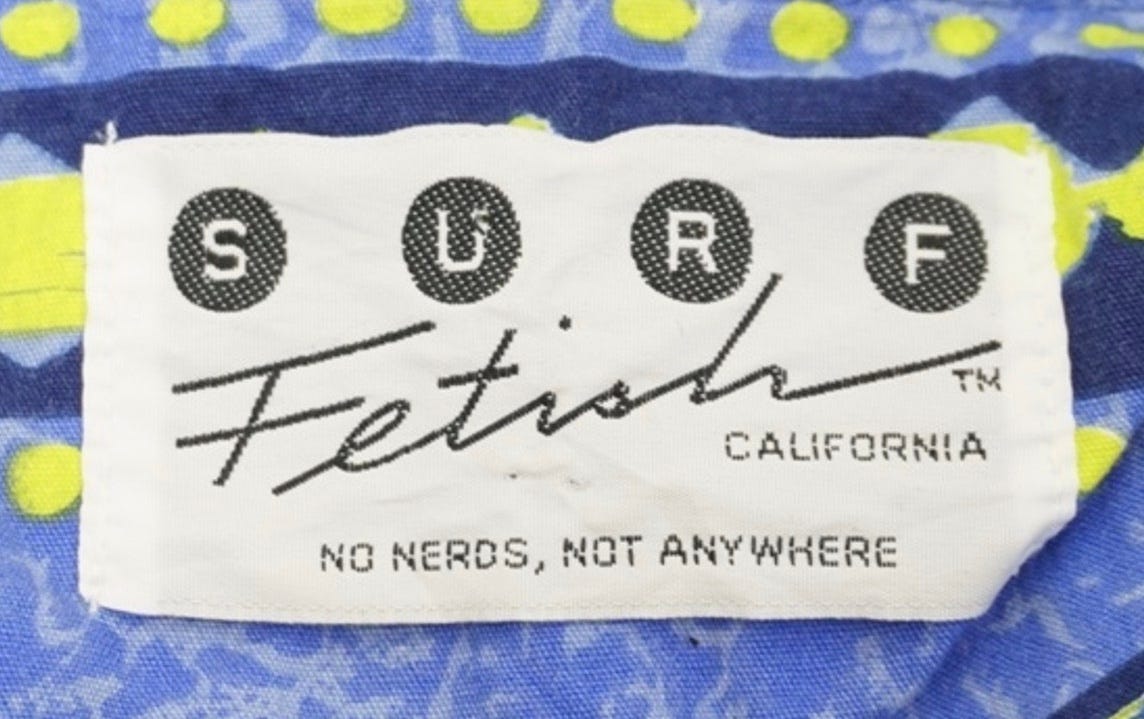 SURF
Fetish
TM
CALIFORNIA
NO NERDS, NOT ANYWHERE